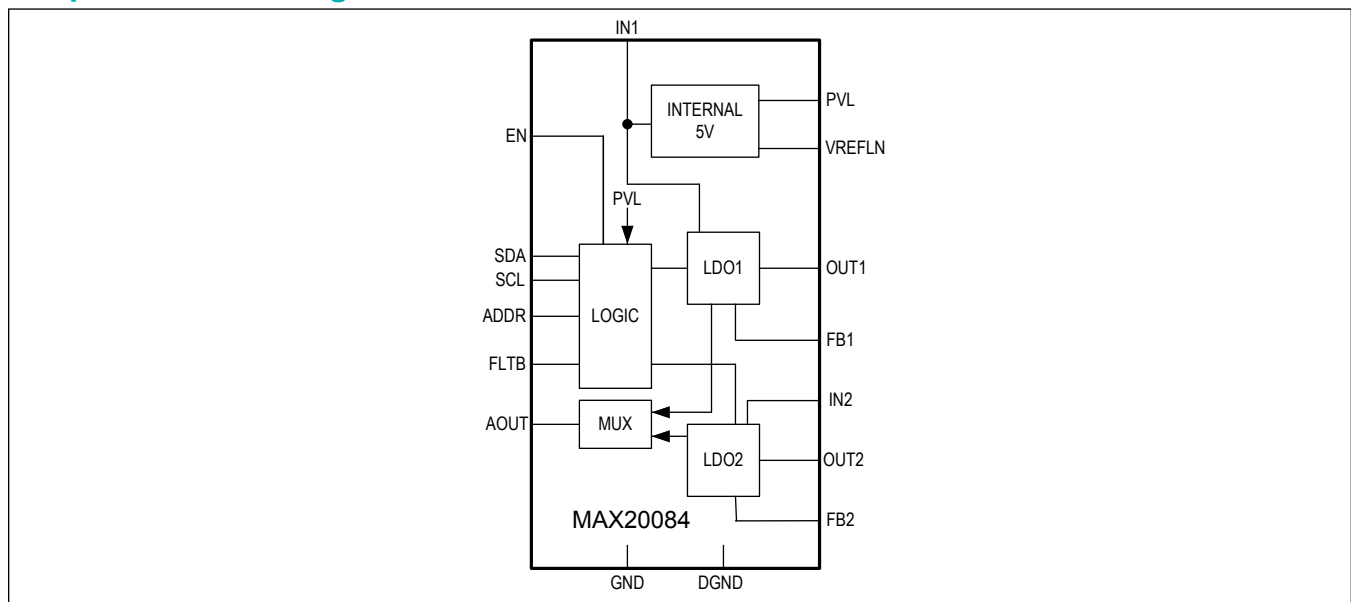 IN1
INTERNAL
5V
PVL
VREFLN
EN
PVL
SDA
SCL
ADDR
FLTB
AOUT
LOGIC
MUX
LDO1
OUT1
FB1
IN2
LDO2
OUT2
FB2
MAX20084
GND
DGND